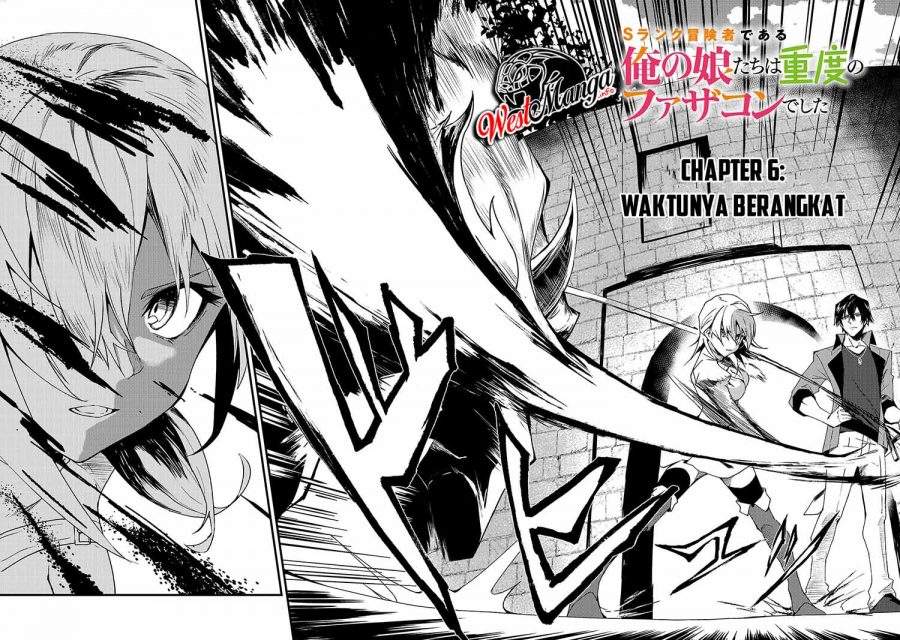 Sランク冒険者である
俺の娘たちは重度の
ファザコンでした
West Manga
CHAPTER 6:
WAKTUNYA BERANGKAT